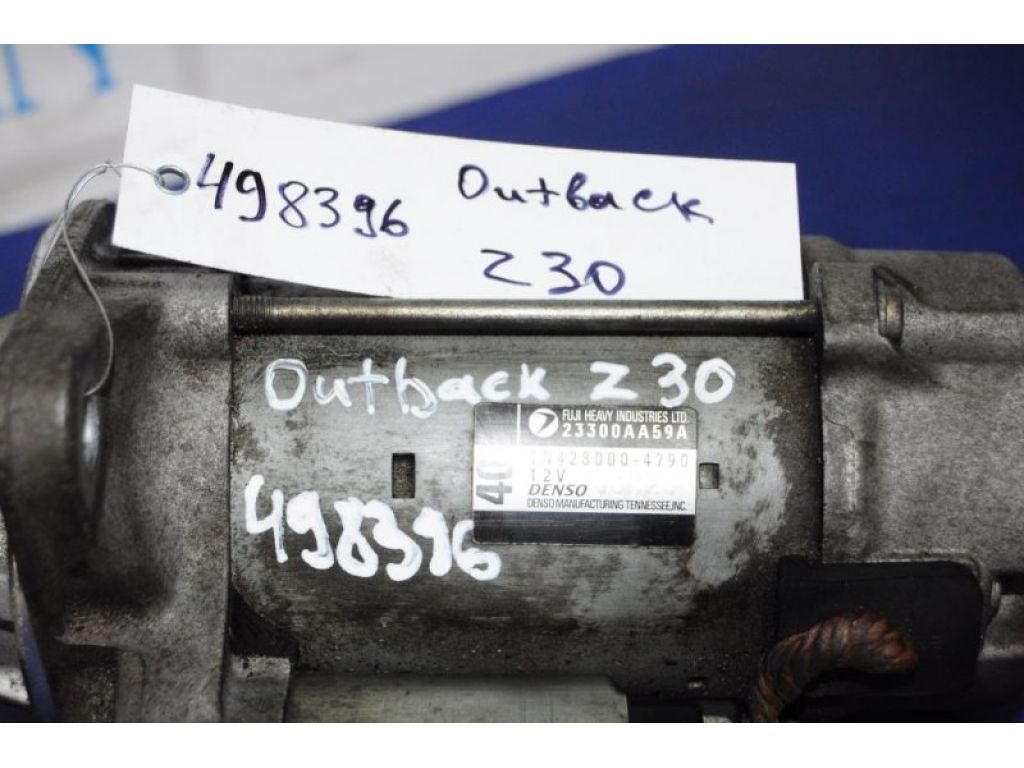 498396 Outback
Z30
Outback Z30
FUJI HEAVY INDUSTRIES LTD.
23300AA59A
40
TN428000-4790
12V
DENSO
DENSO MANUFACTURING TENNESSEE, INC.
498396